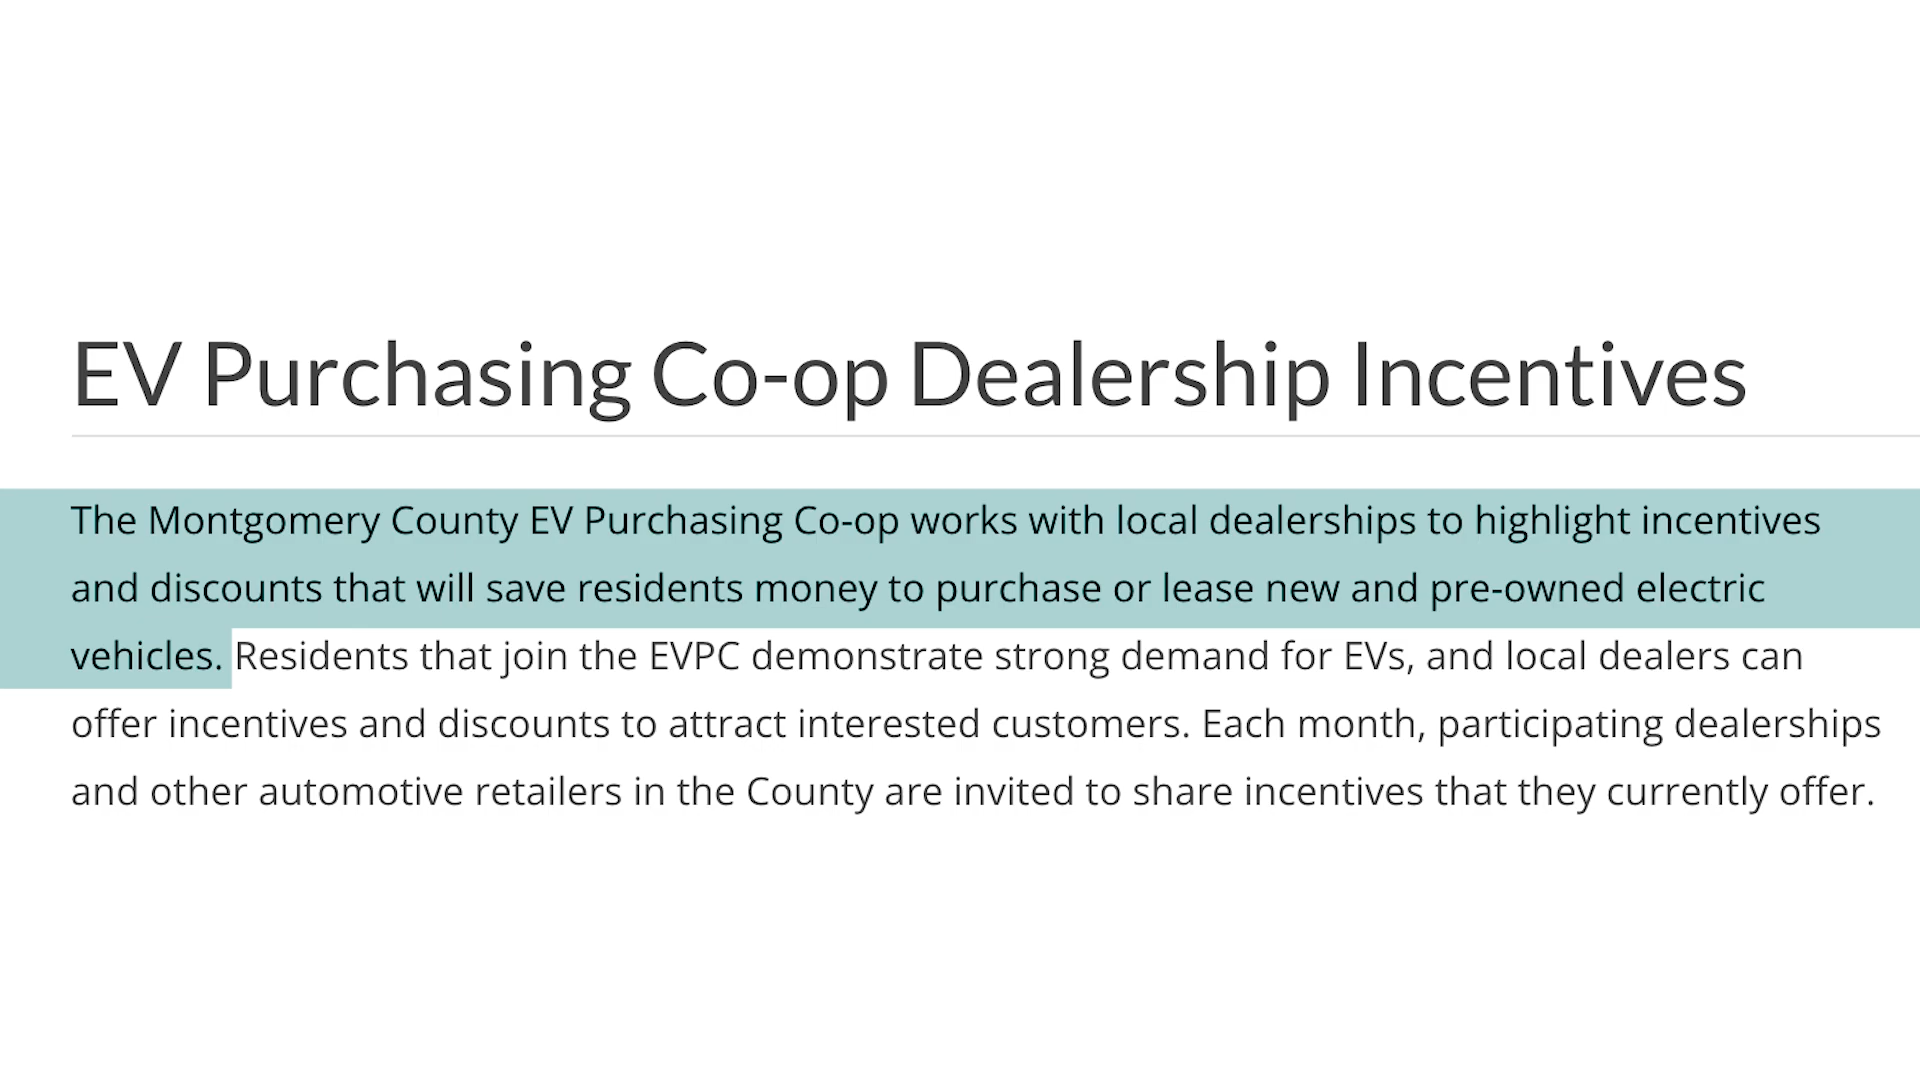 EV Purchasing Co-op Dealership Incentives
The Montgomery County EV Purchasing Co-op works with local dealerships to highlight incentives
and discounts that will save residents money to purchase or lease new and pre-owned electric
vehicles. Residents that join the EVPC demonstrate strong demand for EVs, and local dealers can
offer incentives and discounts to attract interested customers. Each month, participating dealerships
and other automotive retailers in the County are invited to share incentives that they currently offer.